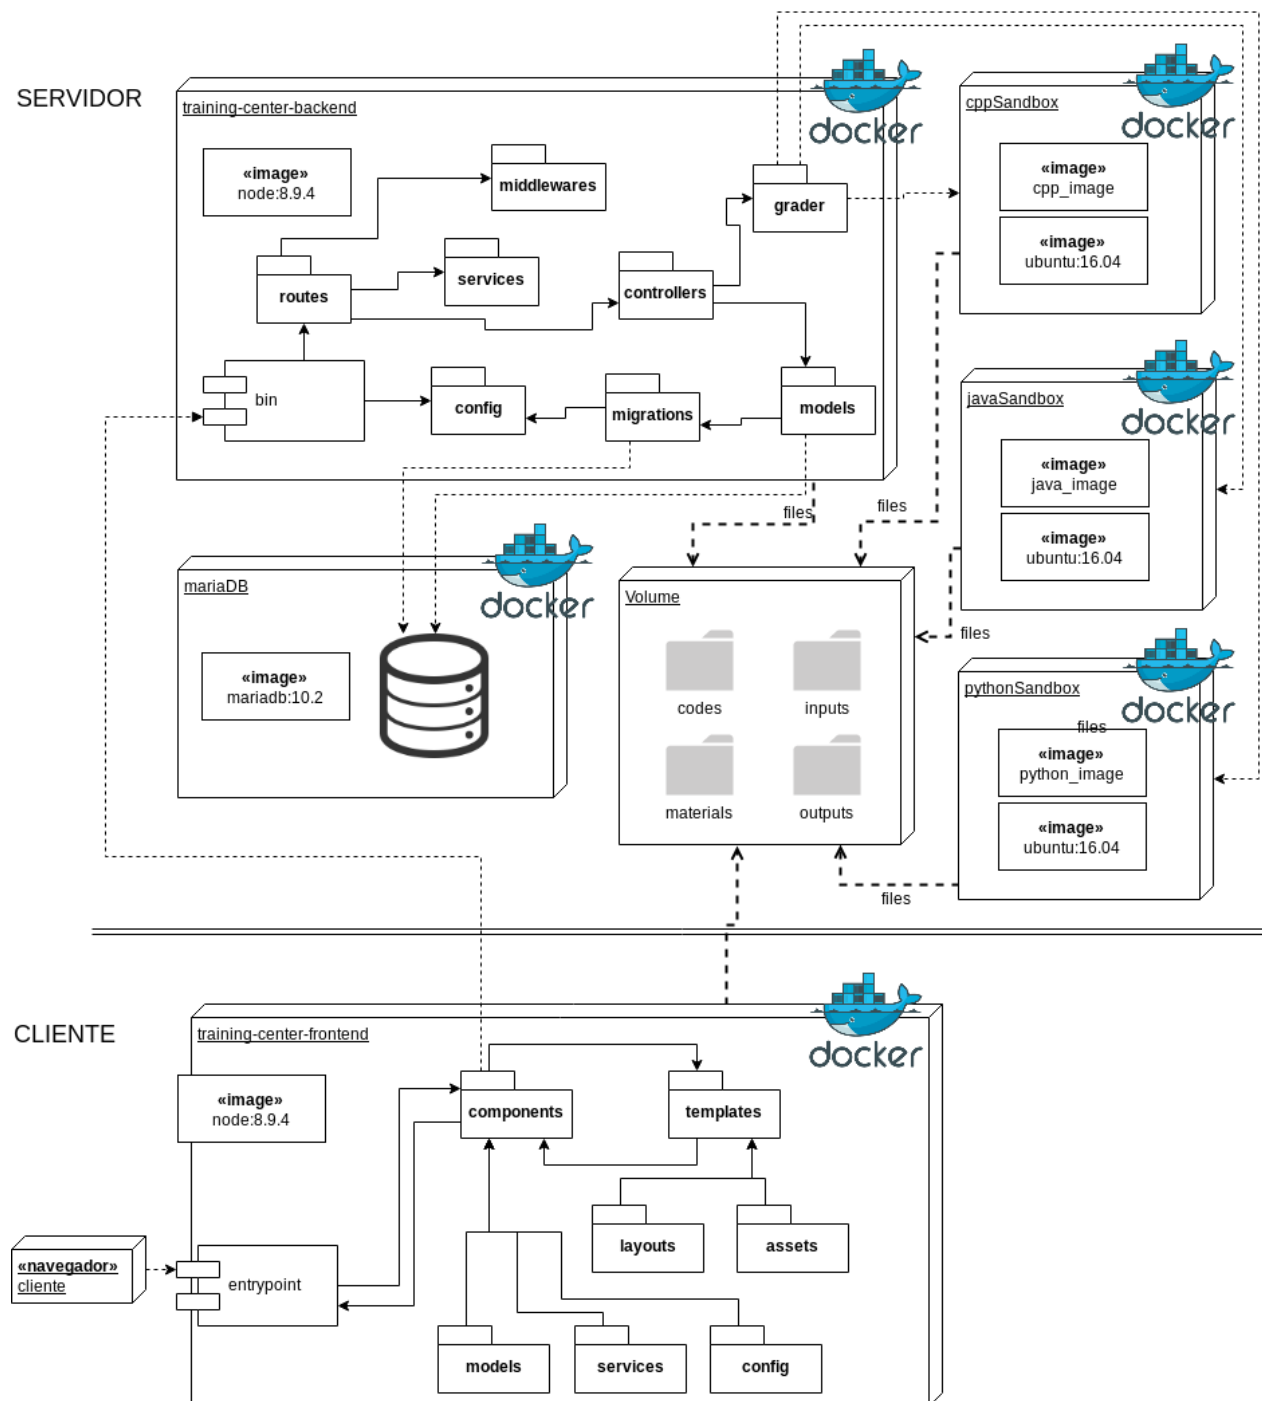 SERVIDOR
training-center-backend
docker
«image»
node:8.9.4
middlewares
grader
routes
services
controllers
bin
config
migrations
models
cppSandbox
docker
«image»
cpp_image
«image»
ubuntu:16.04
javaSandbox
docker
«image»
java_image
«image»
ubuntu:16.04
files
files
files
mariaDB
docker
«image»
mariadb:10.2
Volume
codes
inputs
materials
outputs
pythonSandbox
docker
files
«image»
python_image
«image»
ubuntu:16.04
files
CLIENTE
training-center-frontend
docker
«image»
node:8.9.4
components
templates
layouts
assets
«navegador»
cliente
entrypoint
models
services
config